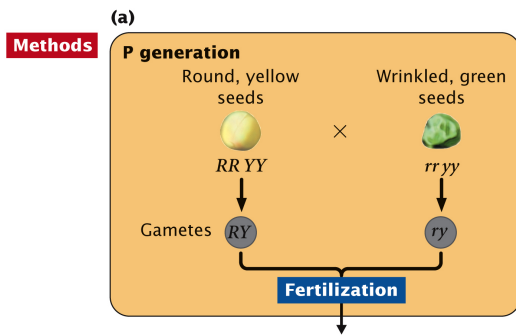 (a)
Methods
P generation
Round, yellow
seeds
Wrinkled, green
seeds
×
RR YY
rr yy
Gametes
RY
ry
Fertilization